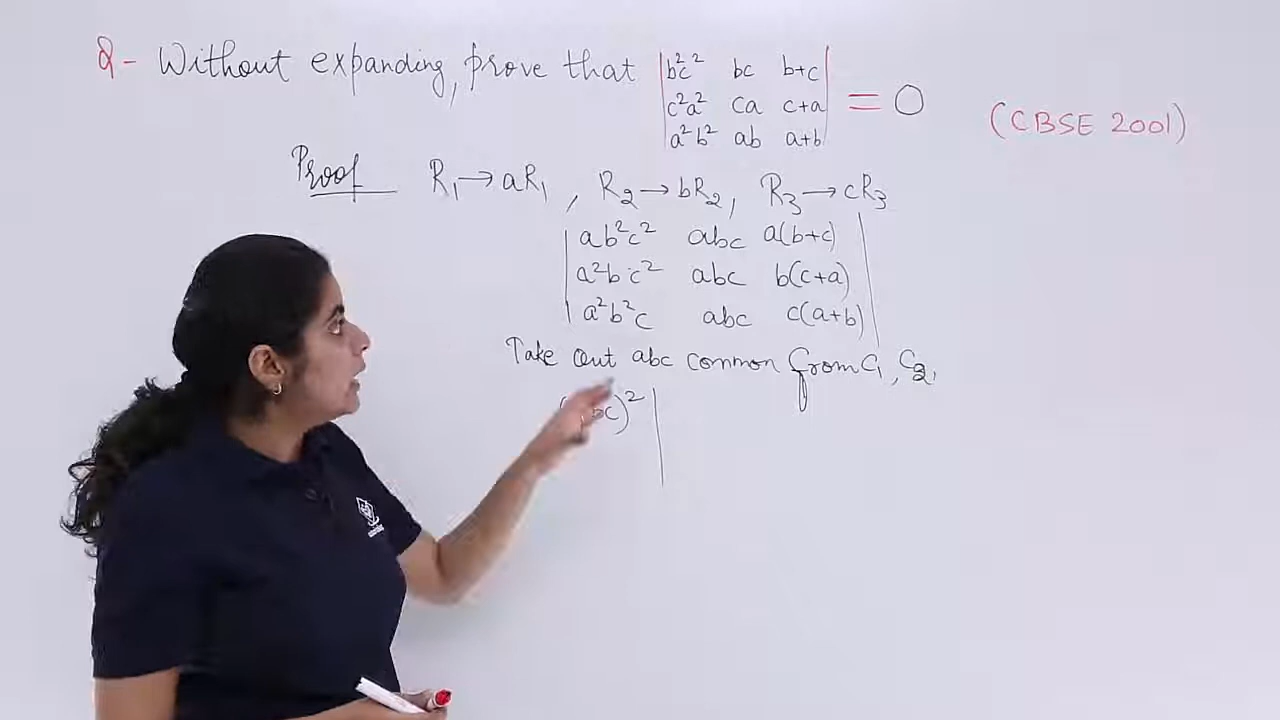 Q- Without expanding, prove that | b²c² bc b+c |
| c²a² ca c+a | = 0 (CBSE 2001)
| a²b² ab a+b |
Proof R₁→aR₁, R₂→bR₂, R₃→cR₃
| ab²c² abc a(b+c) |
| a²bc² abc b(c+a) |
| a²b²c abc c(a+b) |
Take out abc common from C₁, C₂,
bc)² |